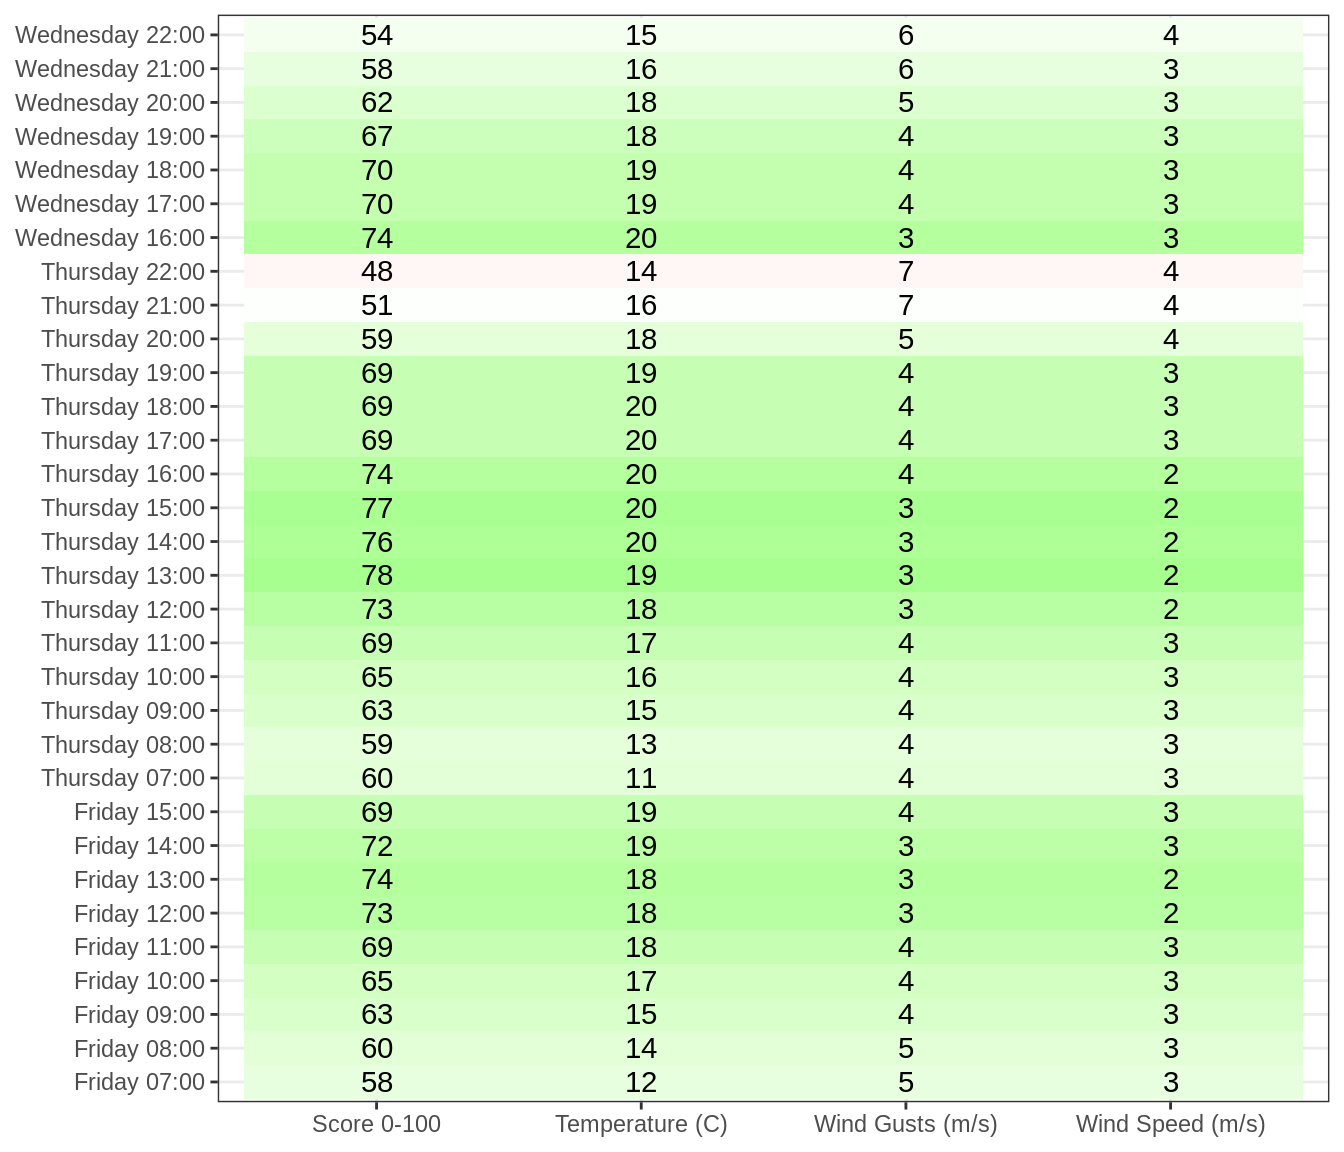 Wednesday 22:00 54 15 6 4
Wednesday 21:00 58 16 6 3
Wednesday 20:00 62 18 5 3
Wednesday 19:00 67 18 4 3
Wednesday 18:00 70 19 4 3
Wednesday 17:00 70 19 4 3
Wednesday 16:00 74 20 3 3
Thursday 22:00 48 14 7 4
Thursday 21:00 51 16 7 4
Thursday 20:00 59 18 5 4
Thursday 19:00 69 19 4 3
Thursday 18:00 69 20 4 3
Thursday 17:00 69 20 4 3
Thursday 16:00 74 20 4 2
Thursday 15:00 77 20 3 2
Thursday 14:00 76 20 3 2
Thursday 13:00 78 19 3 2
Thursday 12:00 73 18 3 2
Thursday 11:00 69 17 4 3
Thursday 10:00 65 16 4 3
Thursday 09:00 63 15 4 3
Thursday 08:00 59 13 4 3
Thursday 07:00 60 11 4 3
Friday 15:00 69 19 4 3
Friday 14:00 72 19 3 3
Friday 13:00 74 18 3 2
Friday 12:00 73 18 3 2
Friday 11:00 69 18 4 3
Friday 10:00 65 17 4 3
Friday 09:00 63 15 4 3
Friday 08:00 60 14 5 3
Friday 07:00 58 12 5 3
Score 0-100 Temperature (C) Wind Gusts (m/s) Wind Speed (m/s)